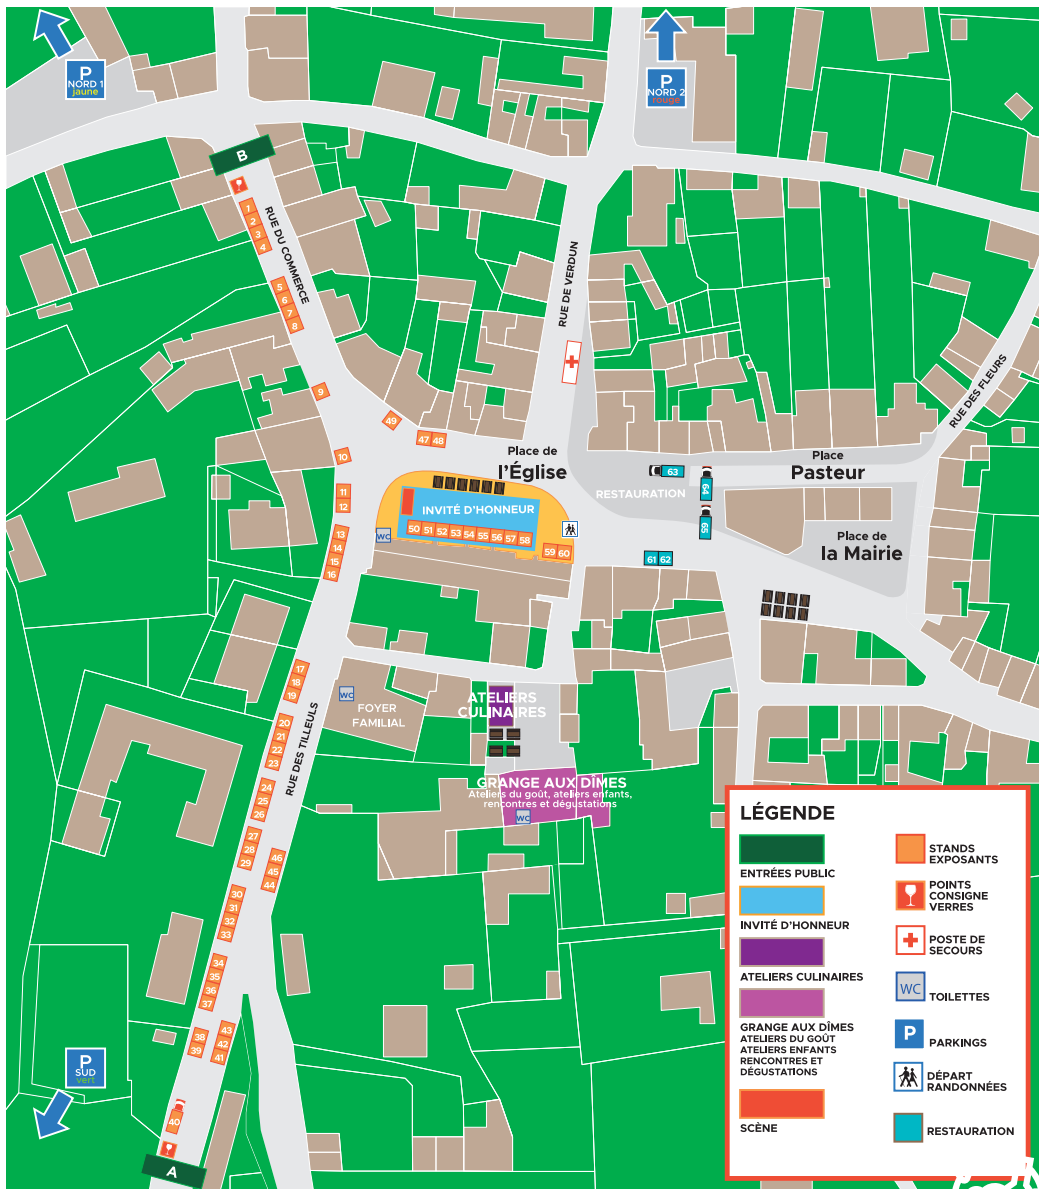 P
NORD 1
jaune
P
NORD 2
rouge
B
RUE DU COMMERCE
1
2
3
4
5
6
7
8
9
10
11
12
13
14
15
16
RUE DE VERDUN
RUE DES FLEURS
49
47 48
Place de
l'Église
Place
Pasteur
RESTAURATION
63
64
65
INVITÉ D'HONNEUR
50 51 52 53 54 55 56 57 58
59 60
WC
61 62
Place de
la Mairie
17
18
19
20
21
22
23
24
25
26
27
28
29
30
31
32
33
34
35
36
37
38
39
40
46
45
44
43
42
41
RUE DES TILLEULS
WC
FOYER
FAMILIAL
ATELIERS
CULINAIRES
GRANGE AUX DÎMES
Ateliers du goût, ateliers enfants,
rencontres et dégustations
WC
P
SUD
vert
A
LÉGENDE
ENTRÉES PUBLIC
INVITÉ D'HONNEUR
ATELIERS CULINAIRES
GRANGE AUX DÎMES
ATELIERS DU GOÛT
ATELIERS ENFANTS
RENCONTRES ET
DÉGUSTATIONS
SCÈNE
STANDS
EXPOSANTS
POINTS
CONSIGNE
VERRES
POSTE DE
SECOURS
WC
TOILETTES
P
PARKINGS
DÉPART
RANDONNÉES
RESTAURATION